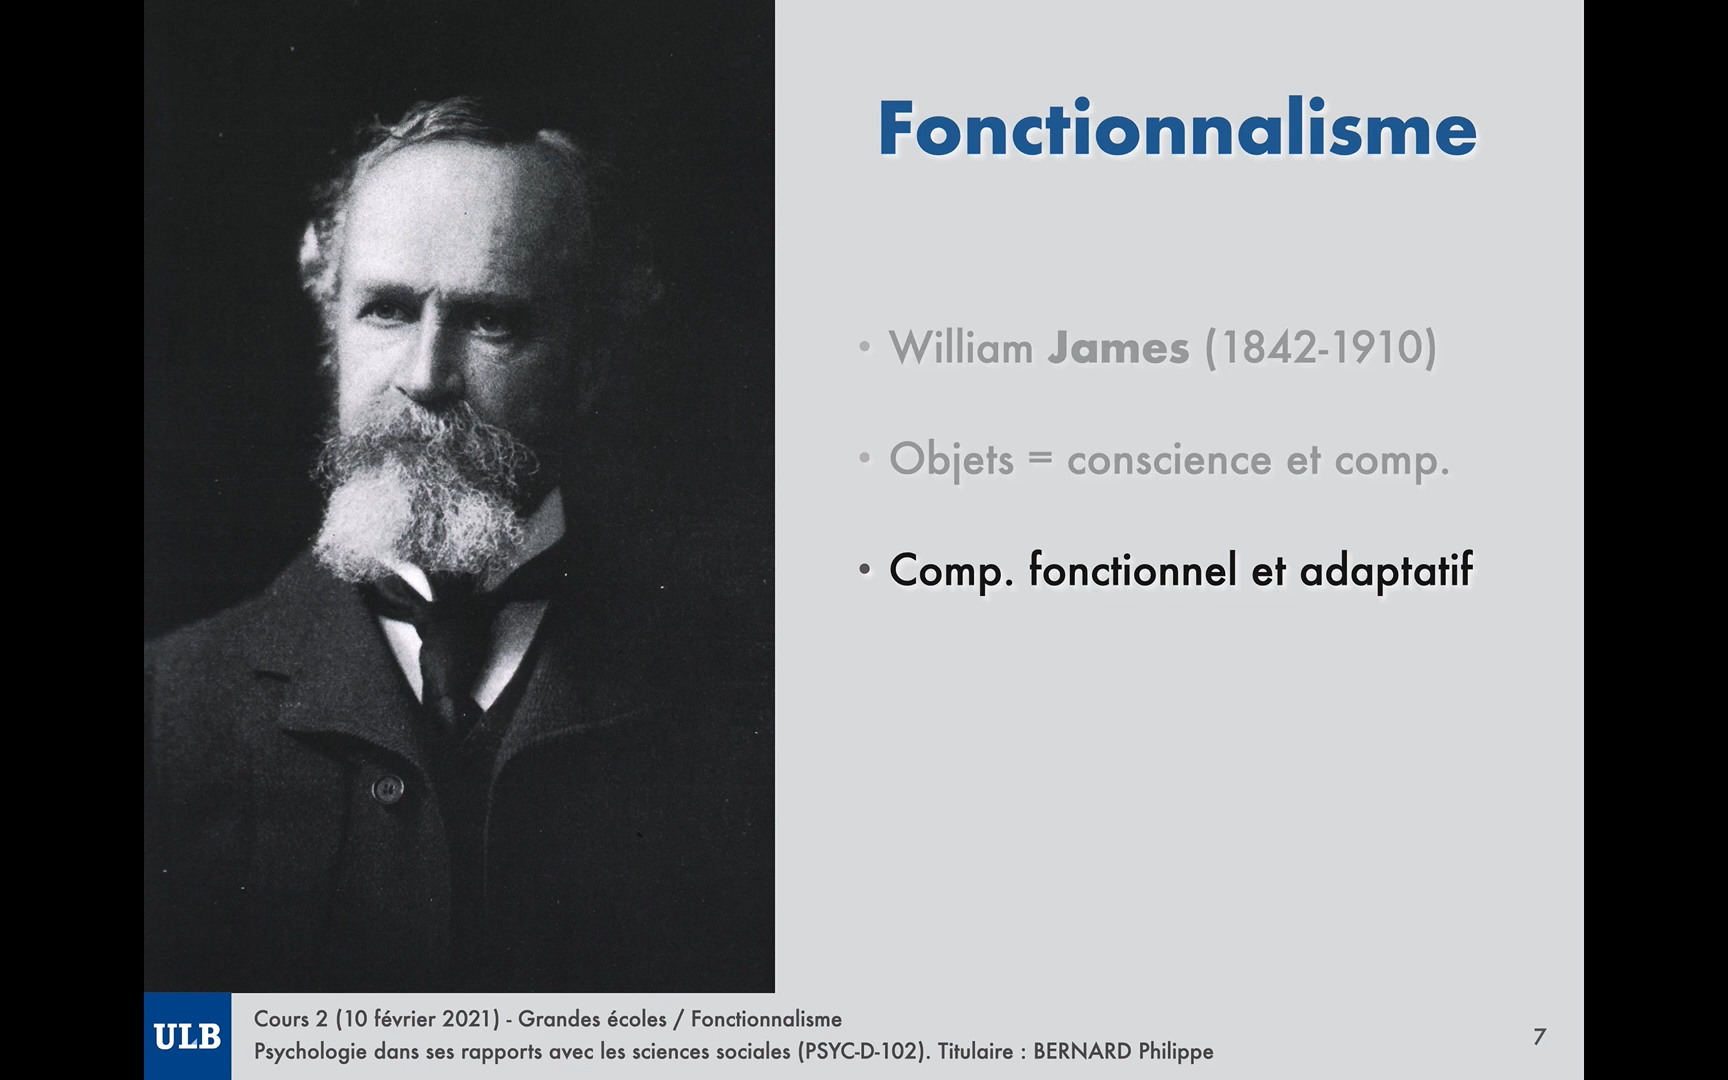 Fonctionnalisme
• William James (1842-1910)
• Objets = conscience et comp.
• Comp. fonctionnel et adaptatif
ULB
Cours 2 (10 février 2021) - Grandes écoles / Fonctionnalisme
Psychologie dans ses rapports avec les sciences sociales (PSYC-D-102). Titulaire : BERNARD Philippe
7